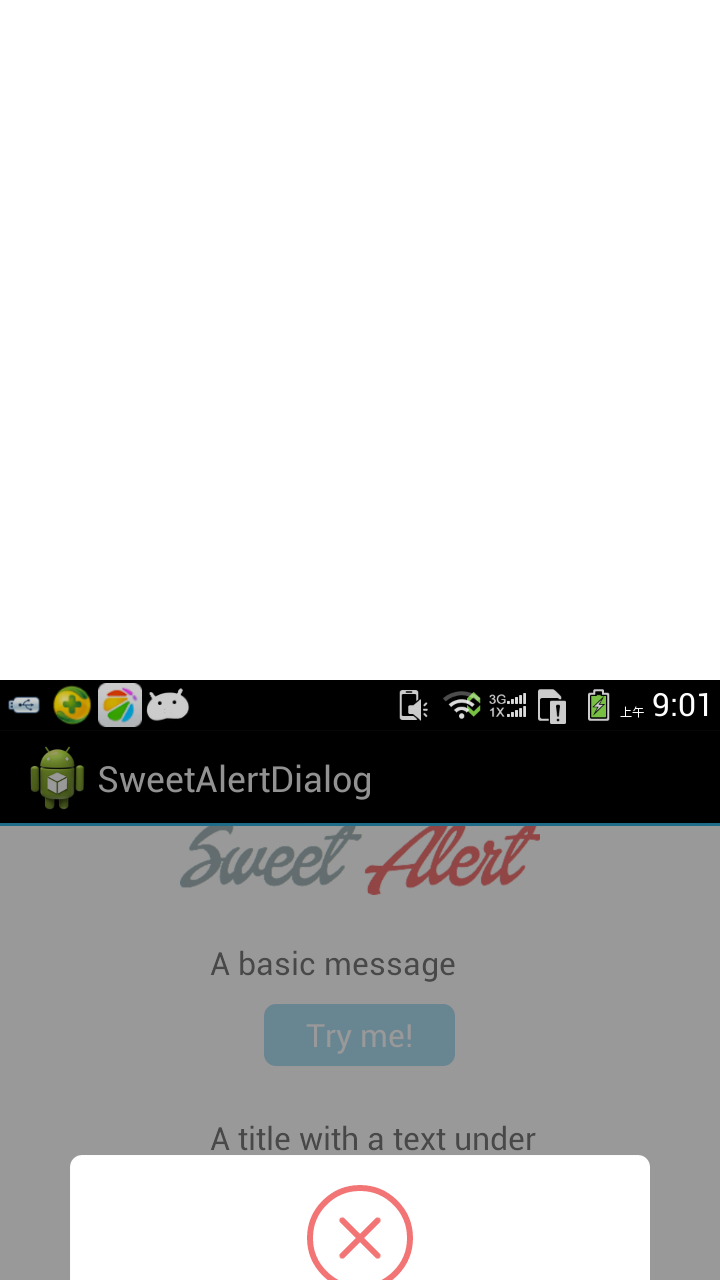 3G
1X
上午 9:01
SweetAlertDialog
Sweet Alert
A basic message
Try me!
A title with a text under